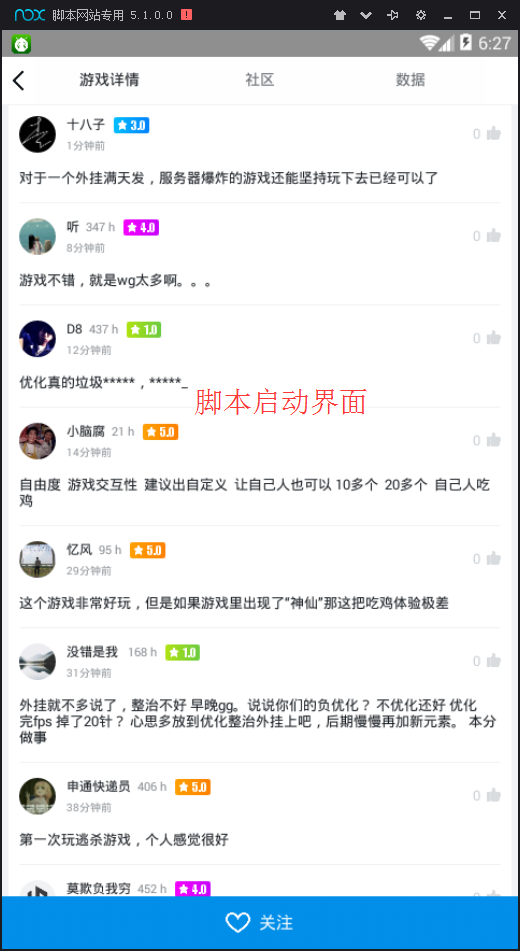 nox 脚本网站专用 5.1.0.0
6:27
游戏详情 社区 数据
十八子 3.0
1分钟前
0
对于一个外挂满天发，服务器爆炸的游戏还能坚持玩下去已经可以了
听 347 h 4.0
8分钟前
0
游戏不错，就是wg太多啊。。。
D8 437 h 1.0
12分钟前
0
优化真的垃圾*****，*****_
脚本启动界面
小脑腐 21 h 5.0
14分钟前
0
自由度 游戏交互性 建议出自定义 让自己人也可以 10多个 20多个 自己人吃
鸡
忆风 95 h 5.0
29分钟前
0
这个游戏非常好玩，但是如果游戏里出现了“神仙”那这把吃鸡体验极差
没错是我 168 h 1.0
31分钟前
0
外挂就不多说了，整治不好 早晚gg。说说你们的负优化？ 不优化还好 优化
完fps 掉了20针？ 心思多放到优化整治外挂上吧，后期慢慢再加新元素。 本分
做事
申通快递员 406 h 5.0
38分钟前
0
第一次玩逃杀游戏，个人感觉很好
莫欺负我穷 452 h 4.0
关注